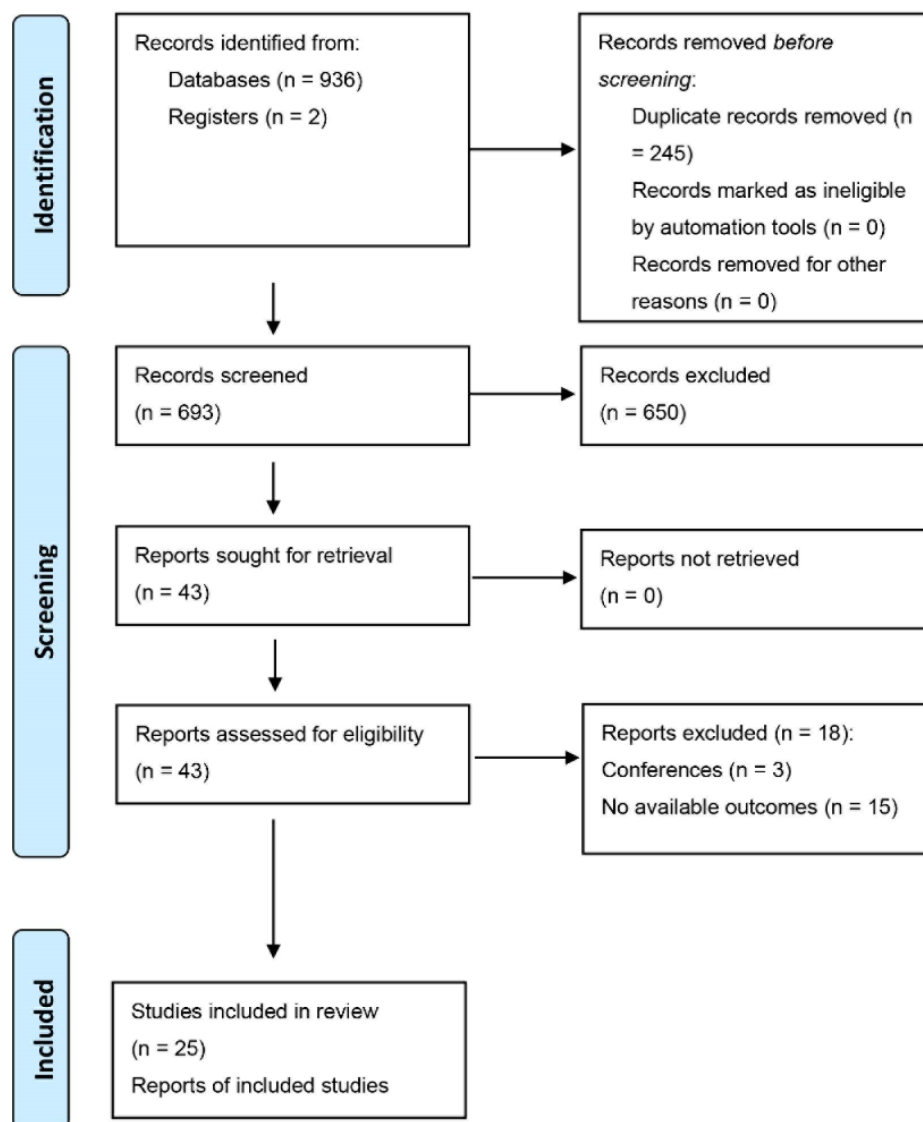 Identification
Records identified from:
Databases (n = 936)
Registers (n = 2)
Records removed before
screening:
Duplicate records removed (n
= 245)
Records marked as ineligible
by automation tools (n = 0)
Records removed for other
reasons (n = 0)
Screening
Records screened
(n = 693)
Records excluded
(n = 650)
Reports sought for retrieval
(n = 43)
Reports not retrieved
(n = 0)
Reports assessed for eligibility
(n = 43)
Reports excluded (n = 18):
Conferences (n = 3)
No available outcomes (n = 15)
Included
Studies included in review
(n = 25)
Reports of included studies